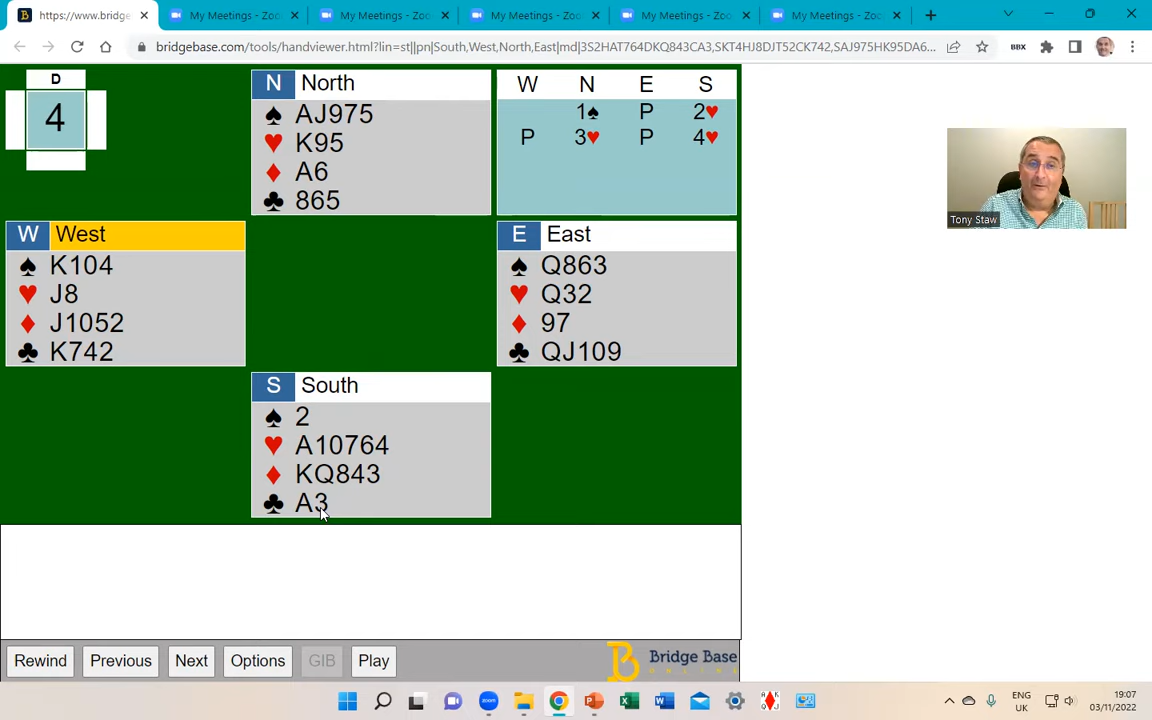 https://www.bridge
My Meetings - Zoo
My Meetings - Zoo
My Meetings - Zoo
My Meetings - Zoo
My Meetings - Zoo
bridgebase.com/tools/handviewer.html?lin=st||pn|South,West,North,East|md|3S2HAT764DKQ843CA3,SKT4HJ8DJT52CK742,SAJ975HK95DA6...
BBX
D
4
N North
♠ AJ975
♥ K95
♦ A6
♣ 865
W N E S
1♠ P 2♥
P 3♥ P 4♥
W West
♠ K104
♥ J8
♦ J1052
♣ K742
E East
♠ Q863
♥ Q32
♦ 97
♣ QJ109
S South
♠ 2
♥ A10764
♦ KQ843
♣ A3
Tony Staw
Rewind
Previous
Next
Options
GIB
Play
Bridge Base
ENG
UK
19:07
03/11/2022